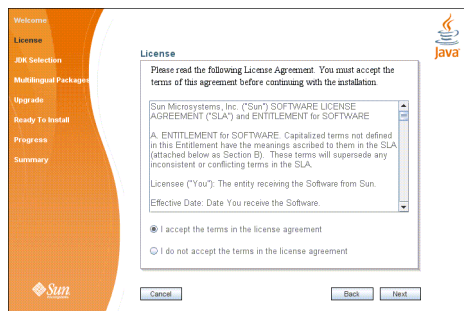 Welcome
License
JDK Selection
Multilingual Packages
Upgrade
Ready To Install
Progress
Summary
Sun
microsystems
Java
License
Please read the following License Agreement. You must accept the
terms of this agreement before continuing with the installation.
Sun Microsystems, Inc. ("Sun") SOFTWARE LICENSE
AGREEMENT ("SLA") and ENTITLEMENT for SOFTWARE
A. ENTITLEMENT for SOFTWARE. Capitalized terms not defined
in this Entitlement have the meanings ascribed to them in the SLA
(attached below as Section B). These terms will supersede any
inconsistent or conflicting terms in the SLA.
Licensee ("You"): The entity receiving the Software from Sun.
Effective Date: Date You receive the Software.
I accept the terms in the license agreement
I do not accept the terms in the license agreement
Cancel
Back
Next